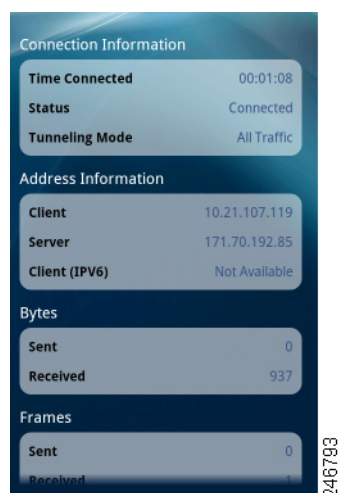 Connection Information
Time Connected 00:01:08
Status Connected
Tunneling Mode All Traffic
Address Information
Client 10.21.107.119
Server 171.70.192.85
Client (IPV6) Not Available
Bytes
Sent 0
Received 937
Frames
Sent 0
Received 1
246793